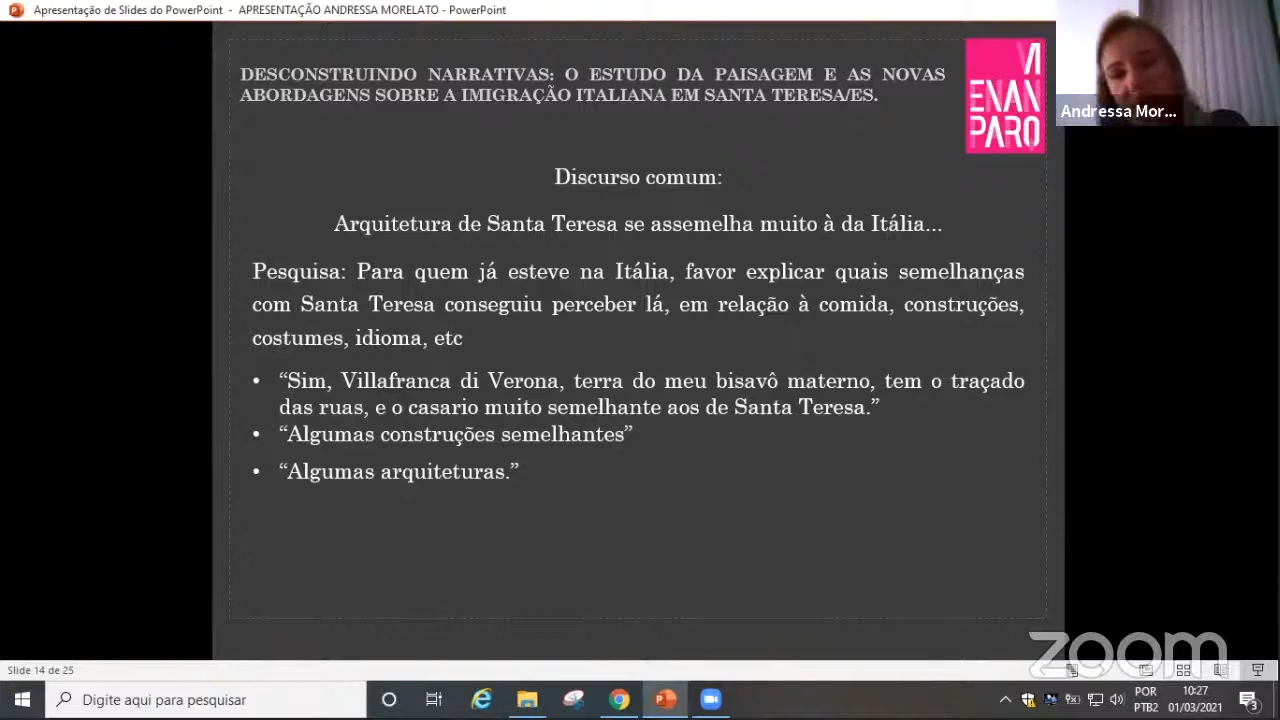 Apresentação de Slides do PowerPoint - APRESENTAÇÃO ANDRESSA MORELATO - PowerPoint
DESCONSTRUINDO NARRATIVAS: O ESTUDO DA PAISAGEM E AS NOVAS
ABORDAGENS SOBRE A IMIGRAÇÃO ITALIANA EM SANTA TERESA/ES.
VI
ENAN
PARQ
Andressa Mor...
Discurso comum:
Arquitetura de Santa Teresa se assemelha muito à da Itália...
Pesquisa: Para quem já esteve na Itália, favor explicar quais semelhanças
com Santa Teresa conseguiu perceber lá, em relação à comida, construções,
costumes, idioma, etc
• “Sim, Villafranca di Verona, terra do meu bisavô materno, tem o traçado
das ruas, e o casario muito semelhante aos de Santa Teresa.”
• “Algumas construções semelhantes”
• “Algumas arquiteturas.”
zoom
Slide 14 de 25
Digite aqui para pesquisar
POR
PTB2
10:27
01/03/2021
3